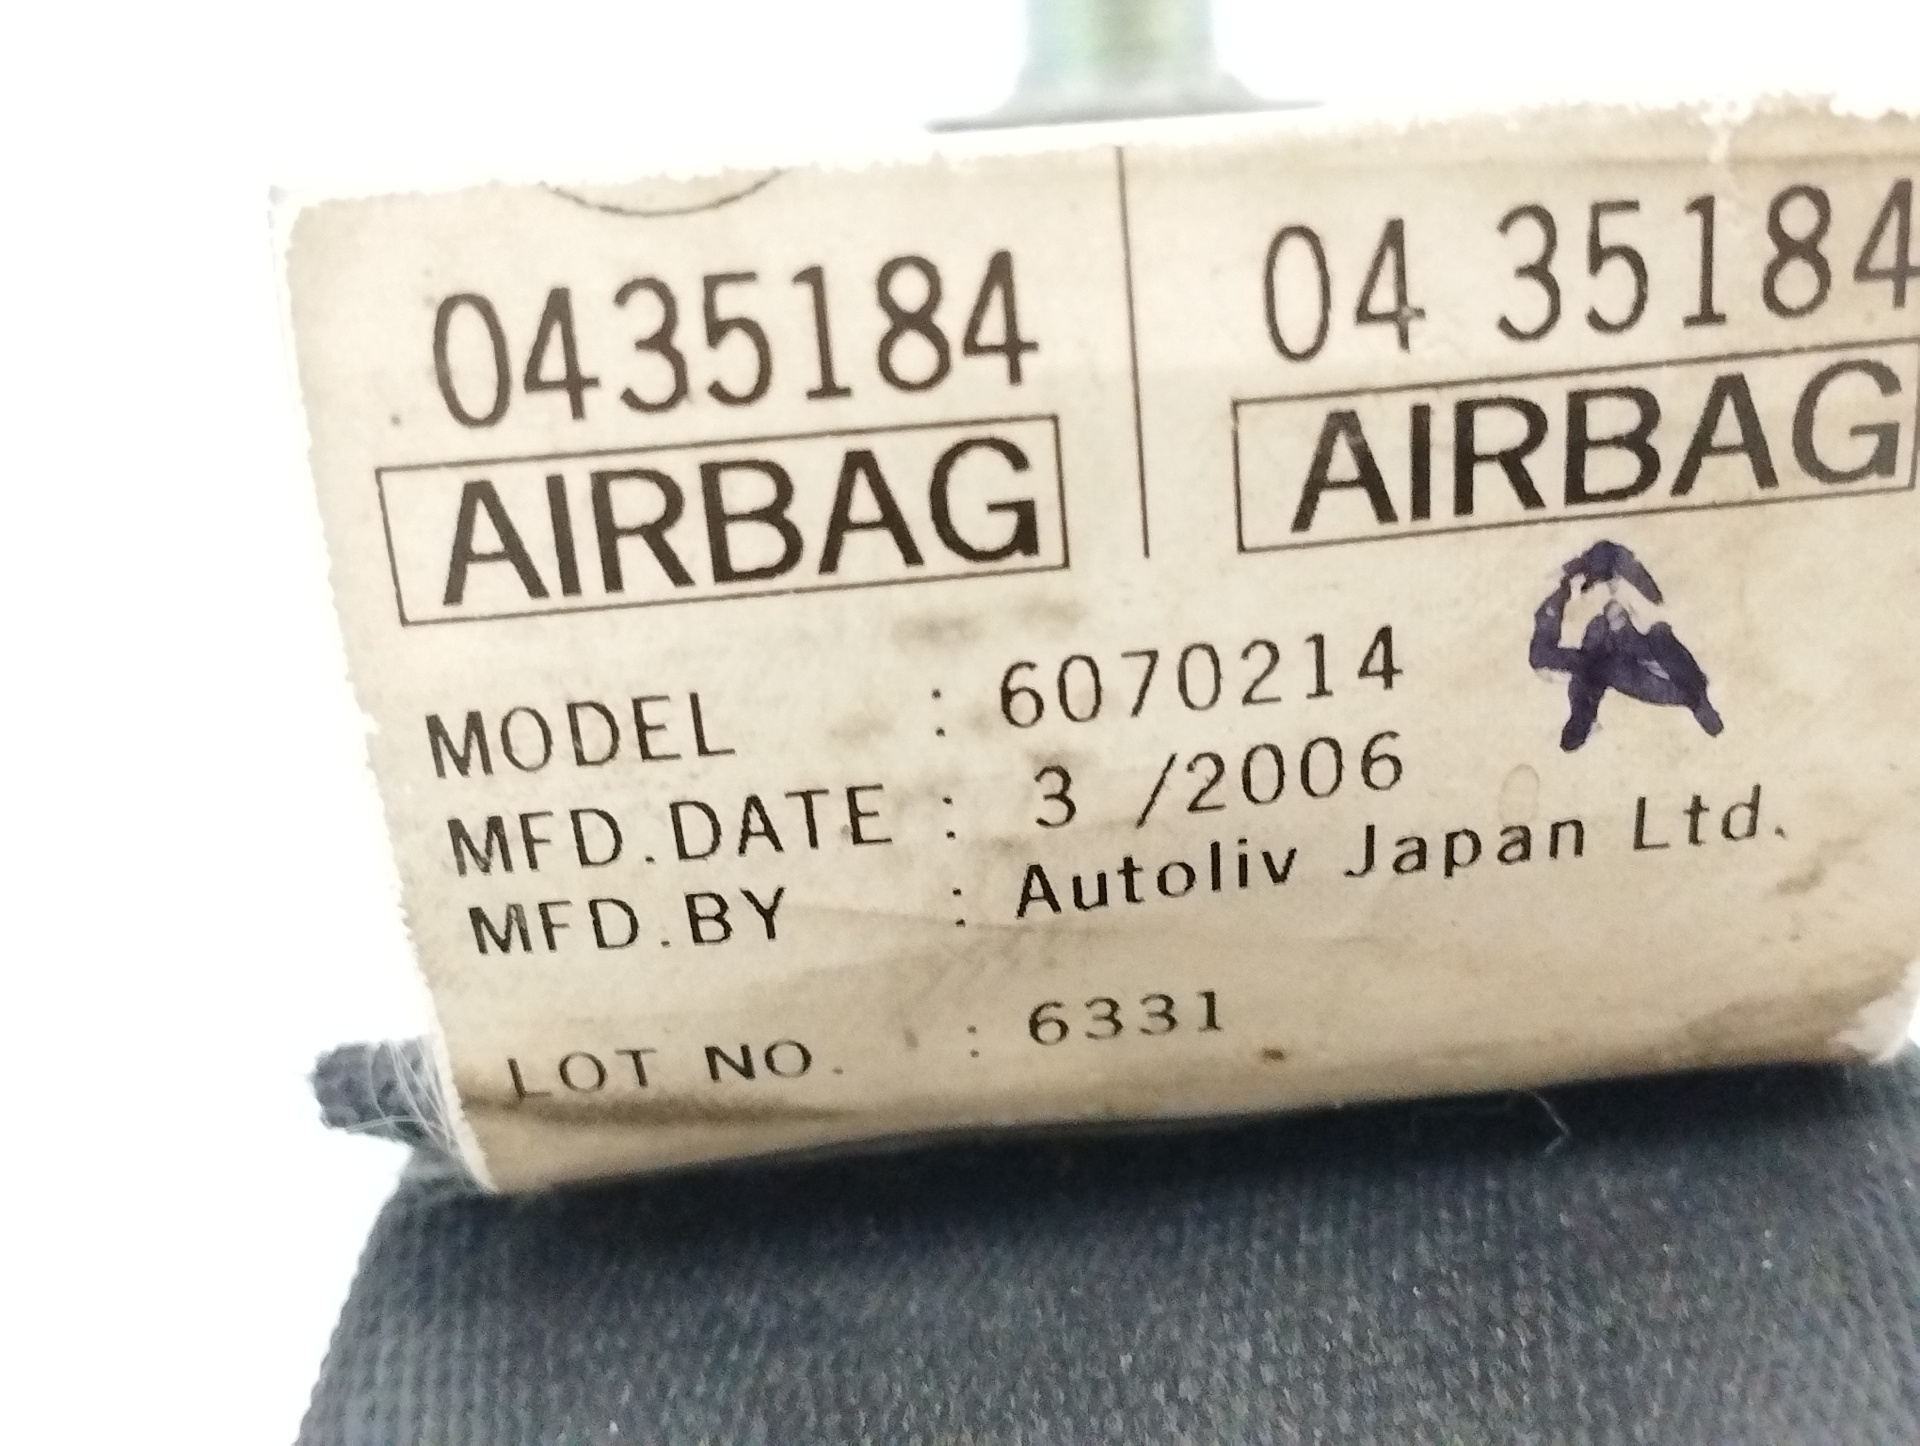 0435184
AIRBAG
04 35184
AIRBAG
MODEL : 6070214
MFD.DATE : 3 /2006
MFD.BY : Autoliv Japan Ltd.
LOT NO. : 6331